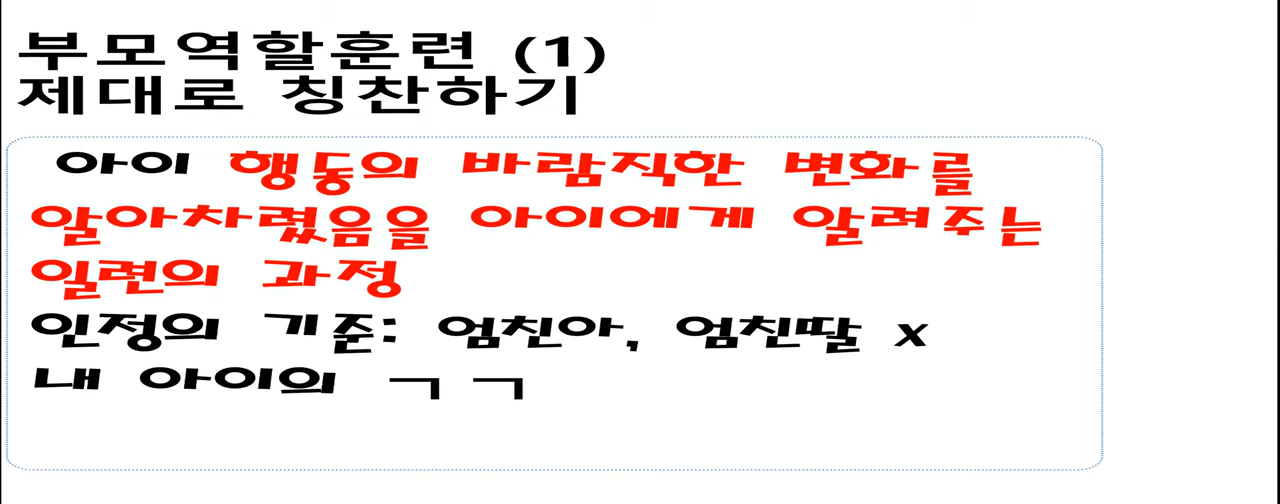 부모역할훈련 (1)
제대로 칭찬하기
아이 행동의 바람직한 변화를
알아차렸음을 아이에게 알려주는
일련의 과정
인정의 기준: 엄친아, 엄친딸 x
내 아이의 ㄱ ㄱ